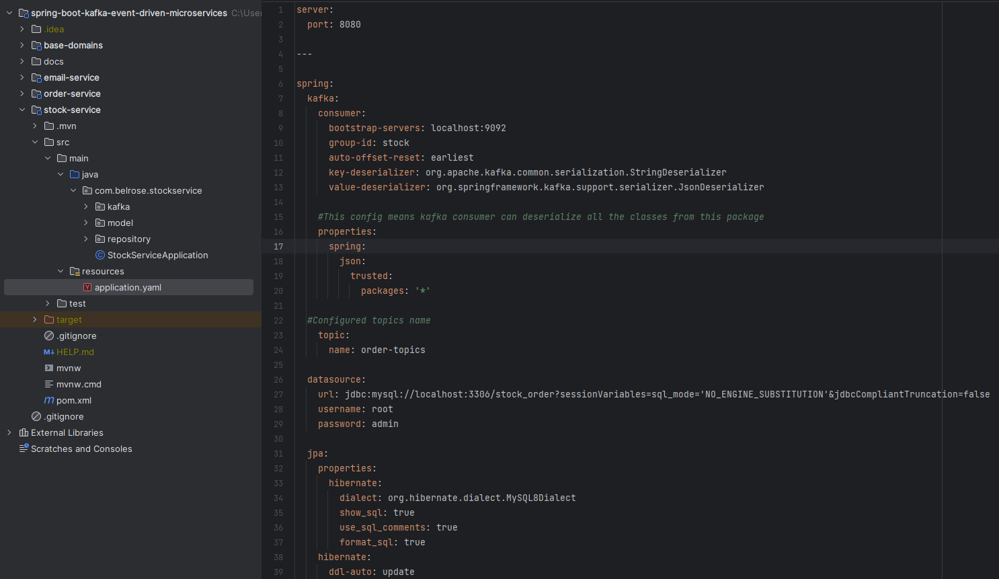 spring-boot-kafka-event-driven-microservices C:\Use
.idea
base-domains
docs
email-service
order-service
stock-service
.mvn
src
main
java
com.belrose.stockservice
kafka
model
repository
StockServiceApplication
resources
application.yaml
test
target
.gitignore
HELP.md
mvnw
mvnw.cmd
pom.xml
.gitignore
External Libraries
Scratches and Consoles
1 server:
2 port: 8080
3
4 ---
5
6 spring:
7 kafka:
8 consumer:
9 bootstrap-servers: localhost:9092
10 group-id: stock
11 auto-offset-reset: earliest
12 key-deserializer: org.apache.kafka.common.serialization.StringDeserializer
13 value-deserializer: org.springframework.kafka.support.serializer.JsonDeserializer
14
15 #This config means kafka consumer can deserialize all the classes from this package
16 properties:
17 spring:
18 json:
19 trusted:
20 packages: '*'
21
22 #Configured topics name
23 topic:
24 name: order-topics
25
26 datasource:
27 url: jdbc:mysql://localhost:3306/stock_order?sessionVariables=sql_mode='NO_ENGINE_SUBSTITUTION'&jdbcCompliantTruncation=false
28 username: root
29 password: admin
30
31 jpa:
32 properties:
33 hibernate:
34 dialect: org.hibernate.dialect.MySQL8Dialect
35 show_sql: true
36 use_sql_comments: true
37 format_sql: true
38 hibernate:
39 ddl-auto: update